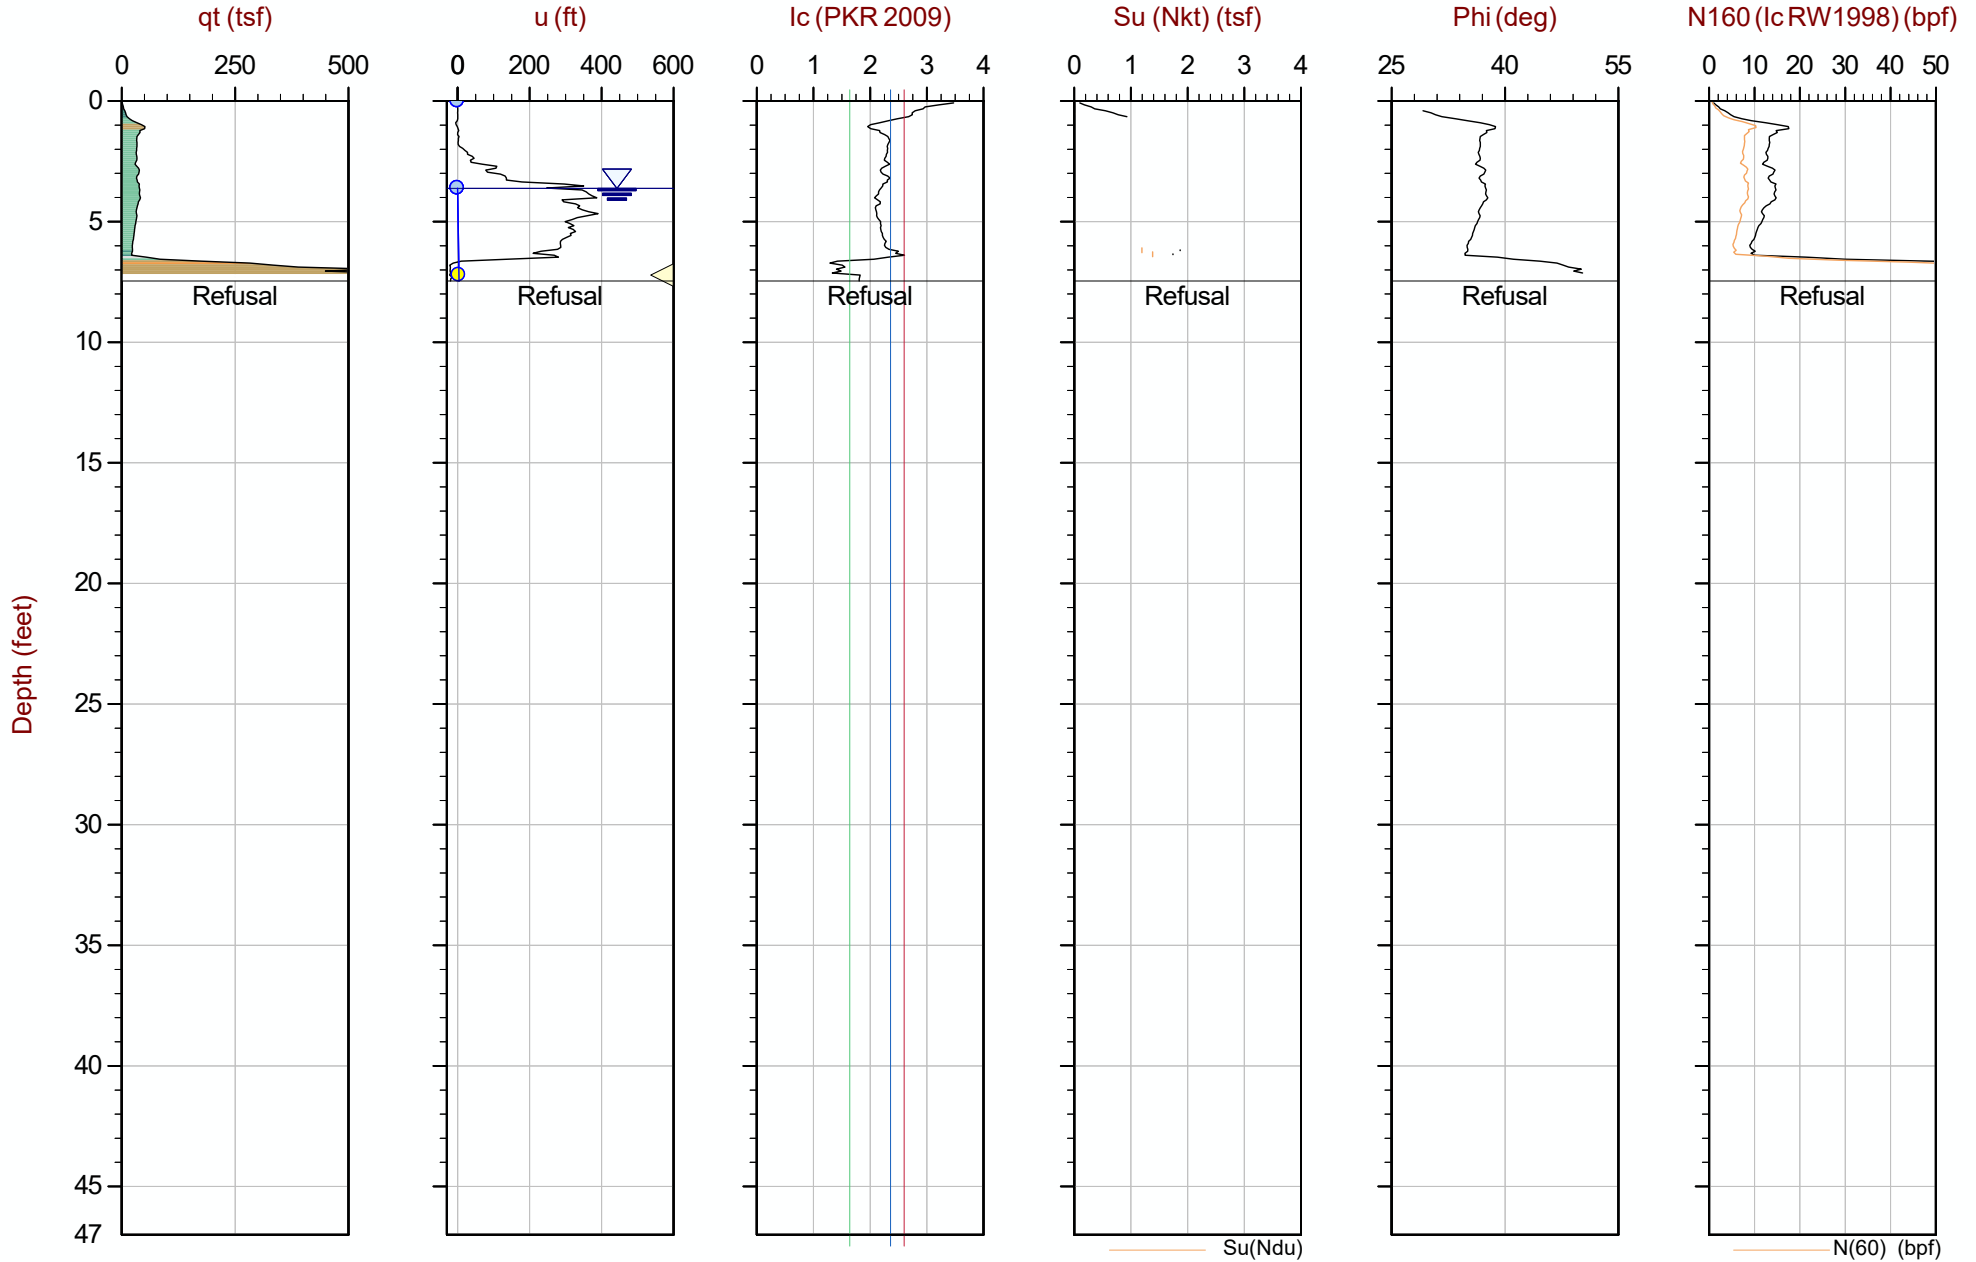 qt (tsf) u (ft) Ic (PKR 2009) Su (Nkt) (tsf) Phi (deg) N160 (Ic RW1998) (bpf)
0 250 500 0 200 400 600 0 1 2 3 4 0 1 2 3 4 25 40 55 0 10 20 30 40 50
0
5
Refusal Refusal Refusal Refusal Refusal Refusal
10
15
20
Depth (feet)
25
30
35
40
45
47
Su(Ndu) N(60) (bpf)